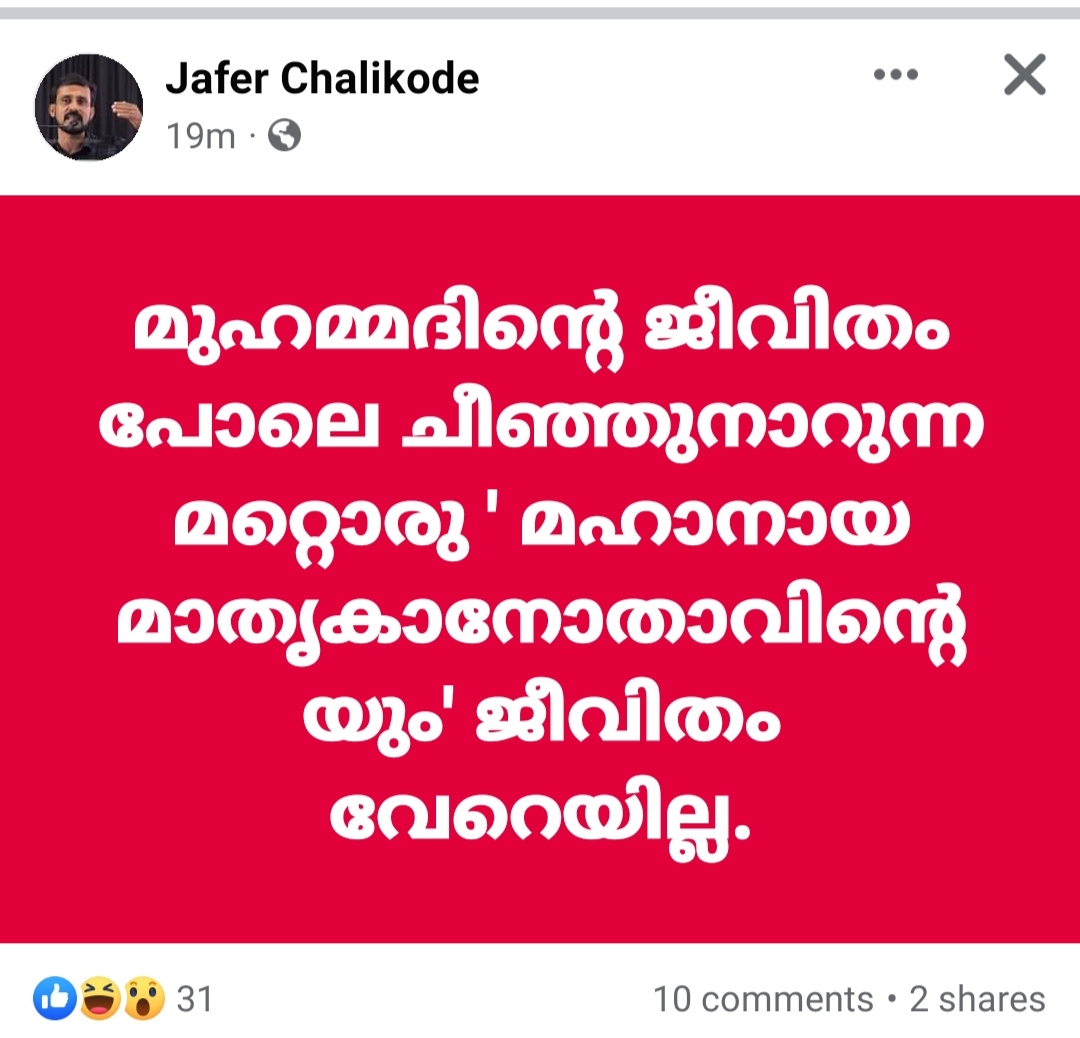 Jafer Chalikode
19m ·
മുഹമ്മദിന്റെ ജീവിതം
പോലെ ചീഞ്ഞുനാറുന്ന
മറ്റൊരു ' മഹാനായ
മാതൃകാനോതാവിന്റെ
യും' ജീവിതം
വേറെയില്ല.
31
10 comments • 2 shares